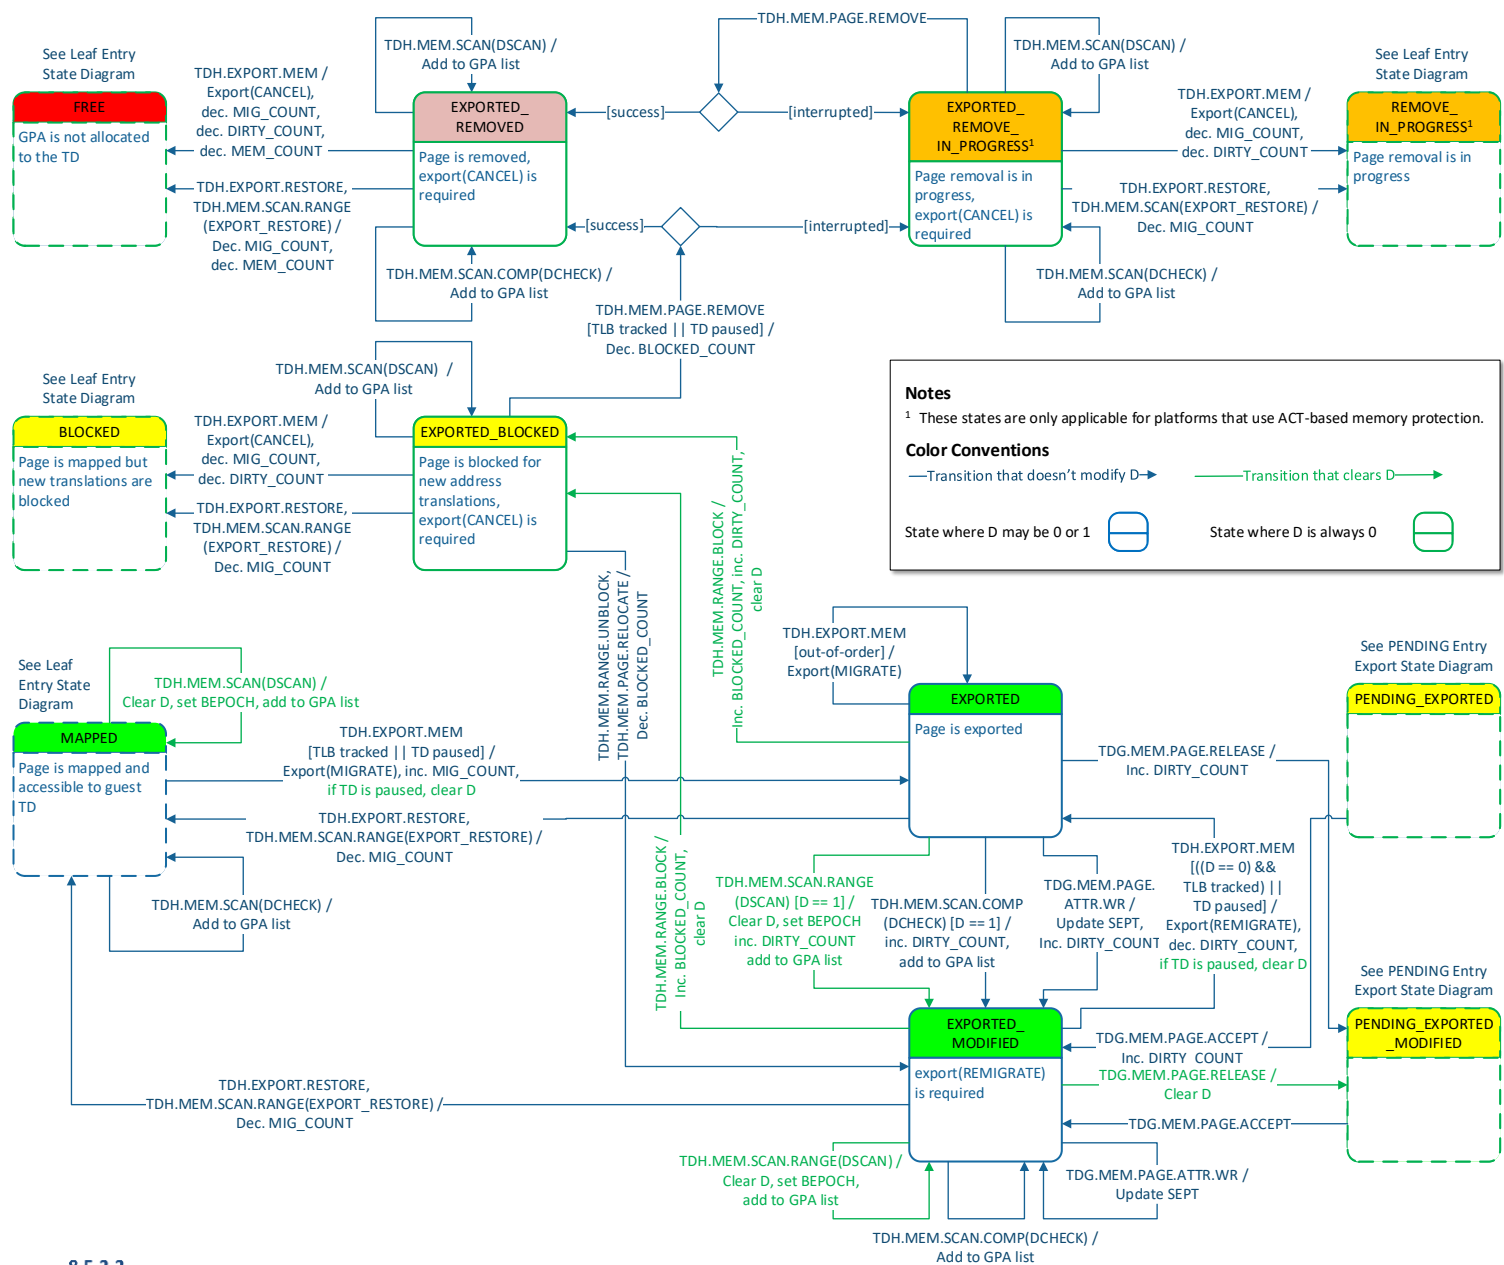 TDH.MEM.PAGE.REMOVE
See Leaf Entry
State Diagram
FREE
GPA is not allocated
to the TD
TDH.EXPORT.MEM /
Export(CANCEL),
dec. MIG_COUNT,
dec. DIRTY_COUNT,
dec. MEM_COUNT
TDH.EXPORT.RESTORE,
TDH.MEM.SCAN.RANGE
(EXPORT_RESTORE) /
Dec. MIG_COUNT,
dec. MEM_COUNT
TDH.MEM.SCAN(DSCAN) /
Add to GPA list
EXPORTED_
REMOVED
Page is removed,
export(CANCEL) is
required
TDH.MEM.SCAN.COMP(DCHECK) /
Add to GPA list
[success]
[interrupted]
[success]
[interrupted]
TDH.MEM.SCAN(DSCAN) /
Add to GPA list
EXPORTED_
REMOVE_
IN_PROGRESS¹
Page removal is in
progress,
export(CANCEL) is
required
TDH.MEM.SCAN(DCHECK) /
Add to GPA list
TDH.EXPORT.MEM /
Export(CANCEL),
dec. MIG_COUNT,
dec. DIRTY_COUNT
TDH.EXPORT.RESTORE,
TDH.MEM.SCAN(EXPORT_RESTORE) /
Dec. MIG_COUNT
See Leaf Entry
State Diagram
REMOVE_
IN_PROGRESS¹
Page removal is in
progress
TDH.MEM.PAGE.REMOVE
[TLB tracked || TD paused] /
Dec. BLOCKED_COUNT
See Leaf Entry
State Diagram
BLOCKED
Page is mapped but
new translations are
blocked
TDH.EXPORT.MEM /
Export(CANCEL),
dec. MIG_COUNT,
dec. DIRTY_COUNT
TDH.EXPORT.RESTORE,
TDH.MEM.SCAN.RANGE
(EXPORT_RESTORE) /
Dec. MIG_COUNT
TDH.MEM.SCAN(DSCAN) /
Add to GPA list
EXPORTED_BLOCKED
Page is blocked for
new address
translations,
export(CANCEL) is
required
Notes
¹ These states are only applicable for platforms that use ACT-based memory protection.
Color Conventions
Transition that doesn't modify D
Transition that clears D
State where D may be 0 or 1
State where D is always 0
TDH.MEM.RANGE.UNBLOCK,
TDH.MEM.PAGE.RELOCATE /
Dec. BLOCKED_COUNT
TDH.MEM.RANGE.BLOCK /
Inc. BLOCKED_COUNT, inc. DIRTY_COUNT,
clear D
TDH.MEM.RANGE.BLOCK /
Inc. BLOCKED_COUNT,
clear D
See Leaf
Entry State
Diagram
MAPPED
Page is mapped and
accessible to guest
TD
TDH.MEM.SCAN(DSCAN) /
Clear D, set BEPOCH, add to GPA list
TDH.EXPORT.MEM
[TLB tracked || TD paused] /
Export(MIGRATE), inc. MIG_COUNT,
if TD is paused, clear D
TDH.EXPORT.RESTORE,
TDH.MEM.SCAN.RANGE(EXPORT_RESTORE) /
Dec. MIG_COUNT
TDH.MEM.SCAN(DCHECK) /
Add to GPA list
TDH.EXPORT.MEM
[out-of-order] /
Export(MIGRATE)
EXPORTED
Page is exported
TDG.MEM.PAGE.RELEASE /
Inc. DIRTY_COUNT
See PENDING Entry
Export State Diagram
PENDING_EXPORTED
TDH.MEM.SCAN.RANGE
(DSCAN) [D == 1] /
Clear D, set BEPOCH
inc. DIRTY_COUNT
add to GPA list
TDH.MEM.SCAN.COMP
(DCHECK) [D == 1] /
inc. DIRTY_COUNT,
add to GPA list
TDG.MEM.PAGE.
ATTR.WR /
Update SEPT,
Inc. DIRTY_COUNT
TDH.EXPORT.MEM
[((D == 0) &&
TLB tracked) ||
TD paused] /
Export(REMIGRATE),
dec. DIRTY_COUNT,
if TD is paused, clear D
See PENDING Entry
Export State Diagram
PENDING_EXPORTED
_MODIFIED
EXPORTED_
MODIFIED
export(REMIGRATE)
is required
TDG.MEM.PAGE.ACCEPT /
Inc. DIRTY_COUNT
TDG.MEM.PAGE.RELEASE /
Clear D
TDG.MEM.PAGE.ACCEPT
TDH.EXPORT.RESTORE,
TDH.MEM.SCAN.RANGE(EXPORT_RESTORE) /
Dec. MIG_COUNT
TDH.MEM.SCAN.RANGE(DSCAN) /
Clear D, set BEPOCH,
add to GPA list
TDG.MEM.PAGE.ATTR.WR /
Update SEPT
TDH.MEM.SCAN.COMP(DCHECK) /
Add to GPA list